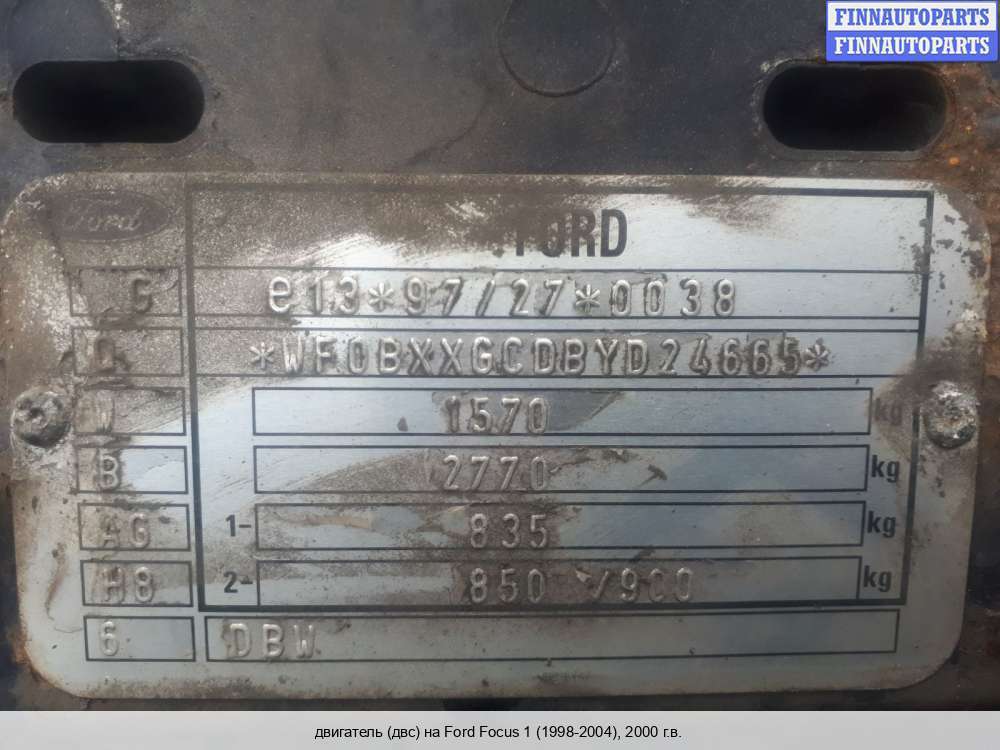 FINNAUTOPARTS
FINNAUTOPARTS
Ford
FORD
G e13*97/27*0038
D *WF0BXXGCDBYD24665*
W 1570 kg
B 2770 kg
AG 1- 835 kg
H8 2- 850 /900 kg
6 DBW
двигатель (двс) на Ford Focus 1 (1998-2004), 2000 г.в.